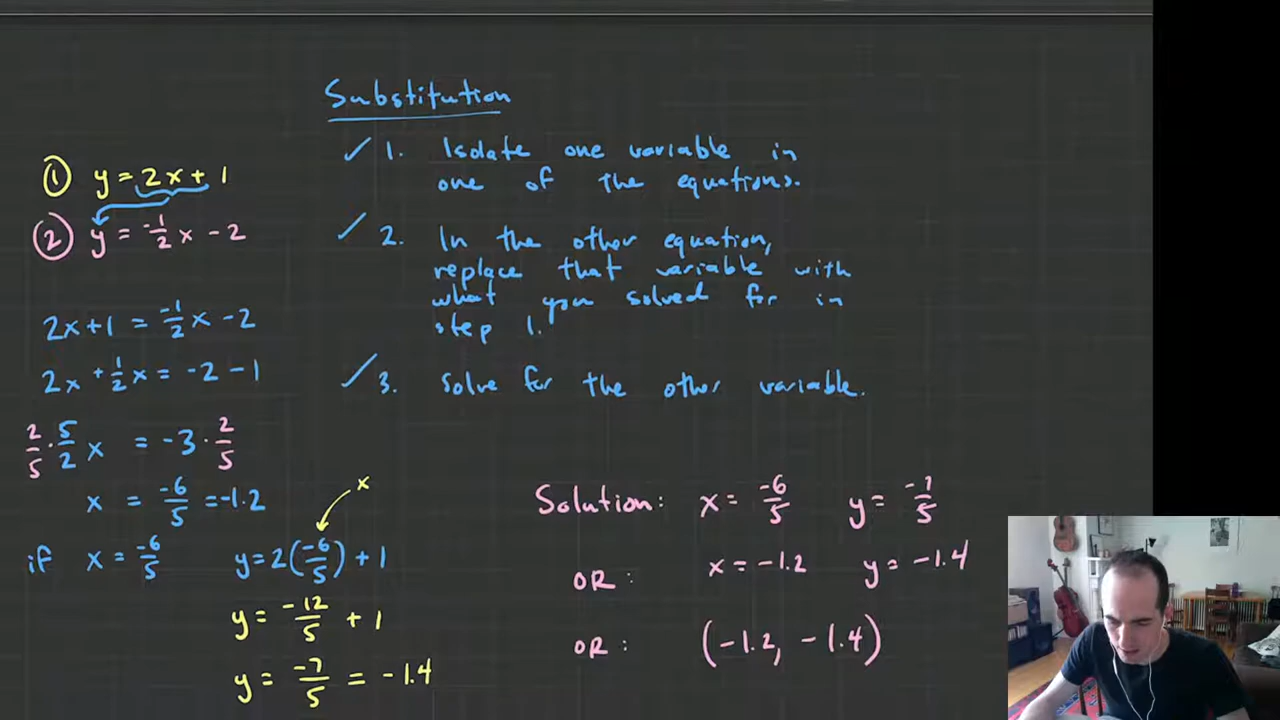 Substitution
✓ 1. Isolate one variable in
one of the equations.
✓ 2. In the other equation,
replace that variable with
what you solved for in
step 1.
✓ 3. Solve for the other variable.
① y = 2x + 1
② y = -1/2 x - 2
2x + 1 = -1/2 x - 2
2x + 1/2 x = -2 - 1
2/5 · 5/2 x = -3 · 2/5
x = -6/5 = -1.2
if x = -6/5
x
y = 2(-6/5) + 1
y = -12/5 + 1
y = -7/5 = -1.4
Solution: x = -6/5 y = -7/5
OR: x = -1.2 y = -1.4
OR: (-1.2, -1.4)